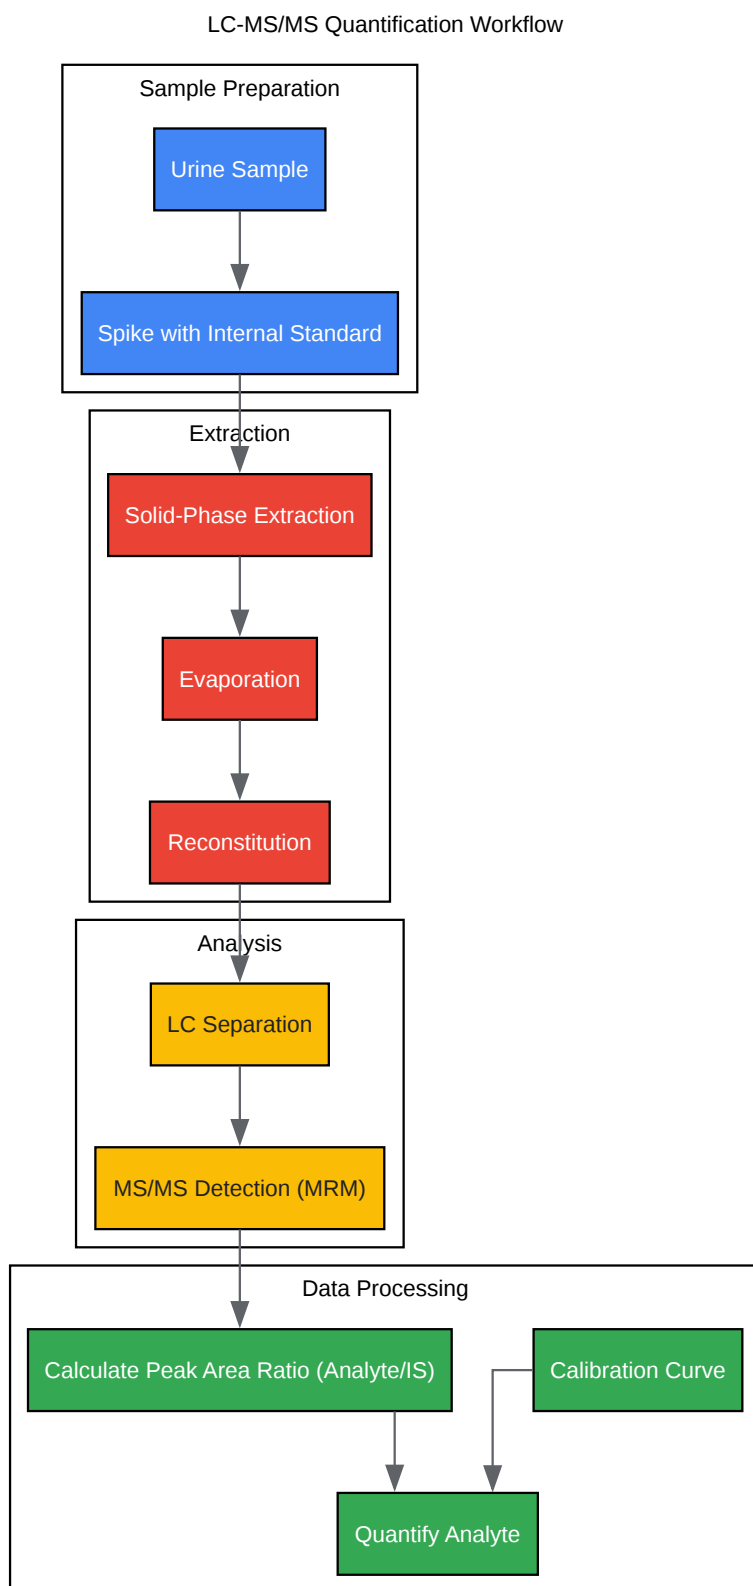 LC-MS/MS Quantification Workflow
Sample Preparation
Urine Sample
Spike with Internal Standard
Extraction
Solid-Phase Extraction
Evaporation
Reconstitution
Analysis
LC Separation
MS/MS Detection (MRM)
Data Processing
Calculate Peak Area Ratio (Analyte/IS)
Calibration Curve
Quantify Analyte